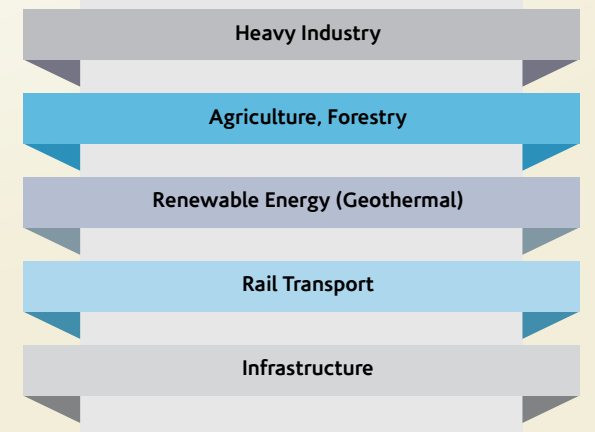 Heavy Industry
Agriculture, Forestry
Renewable Energy (Geothermal)
Rail Transport
Infrastructure